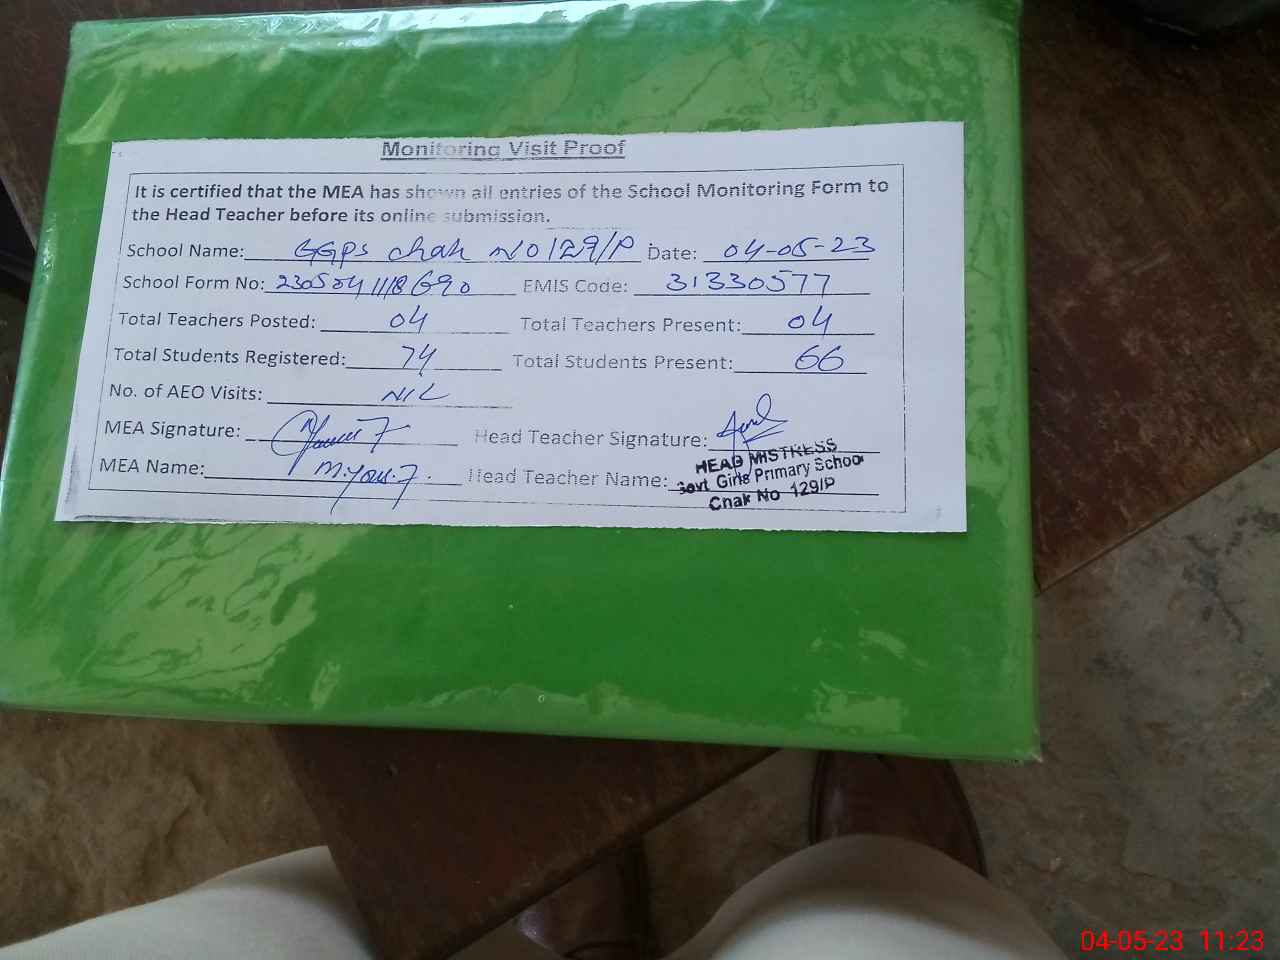 Monitoring Visit Proof
It is certified that the MEA has shown all entries of the School Monitoring Form to
the Head Teacher before its online submission.
School Name: GGPS chak NO 129/P Date: 04-05-23
School Form No: EMIS Code: 31330577
Total Teachers Posted: 04 Total Teachers Present: 04
Total Students Registered: 74 Total Students Present: 66
No. of AEO Visits: NIL
MEA Signature: Head Teacher Signature:
MEA Name: Head Teacher Name:
HEAD MISTRESS
Govt Girls Primary School
Chak No 129/P
04-05-23 11:23